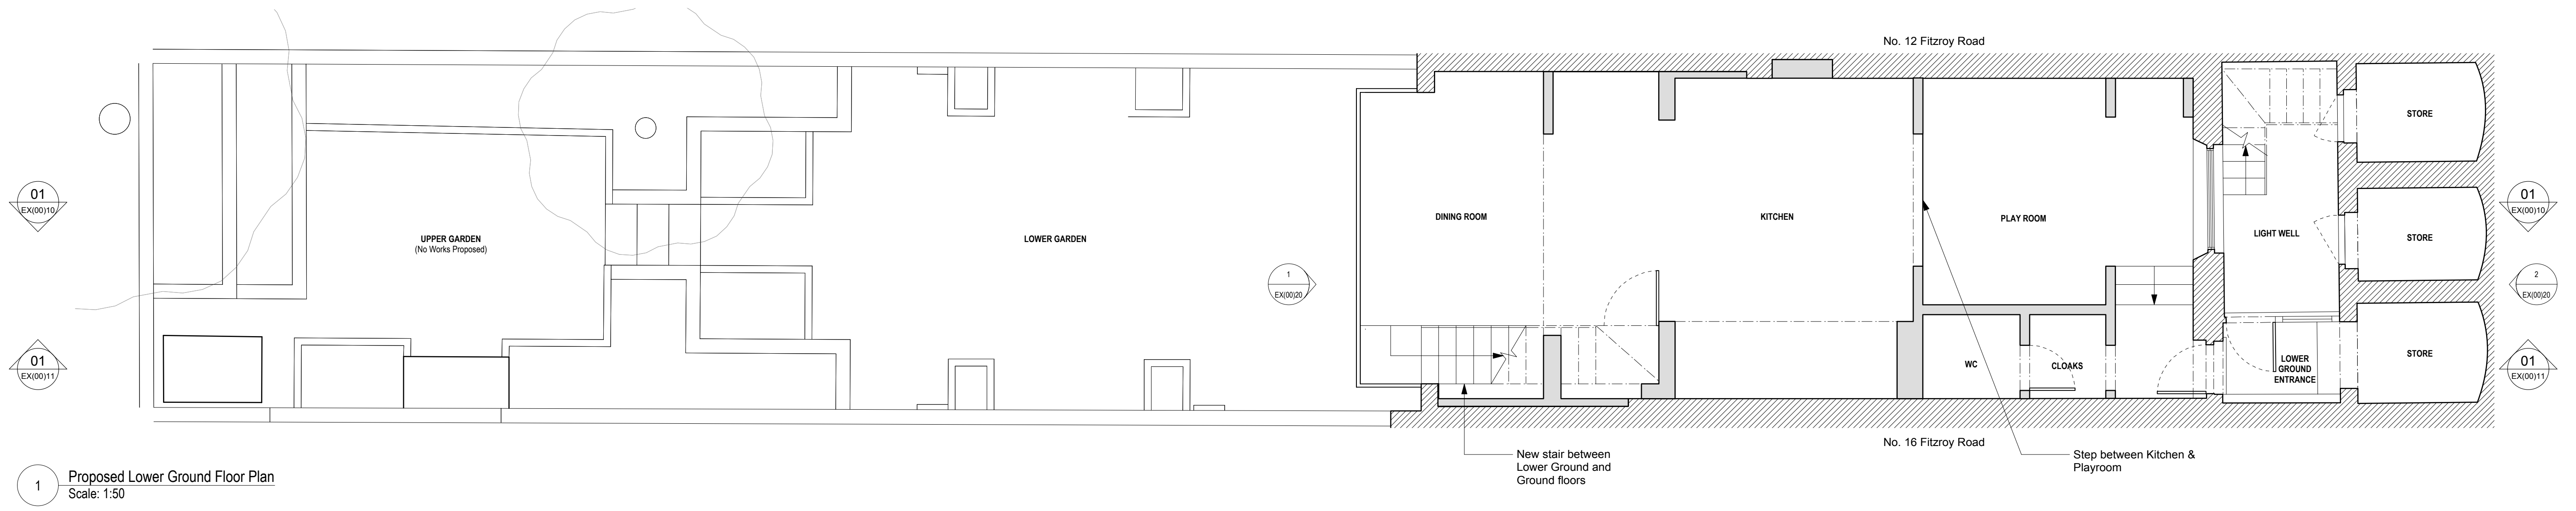 No. 12 Fitzroy Road
STORE
01
EX(00)10
01
EX(00)10
DINING ROOM
KITCHEN
PLAY ROOM
UPPER GARDEN
(No Works Proposed)
LOWER GARDEN
LIGHT WELL
STORE
1
EX(00)20
2
EX(00)20
01
EX(00)11
WC
CLOAKS
LOWER
GROUND
ENTRANCE
STORE
01
EX(00)11
No. 16 Fitzroy Road
New stair between
Lower Ground and
Ground floors
Step between Kitchen &
Playroom
1
Proposed Lower Ground Floor Plan
Scale: 1:50